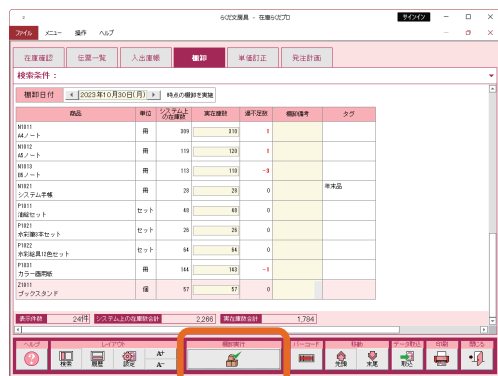 らくだ文房具 - 在庫らくだプロ サインイン
ファイル メニュー 操作 ヘルプ
在庫確認 伝票一覧 入出庫帳 棚卸 単価訂正 発注計画
検索条件：
棚卸日付 2023年10月30日(月) 時点の棚卸を実施
商品 単位 システム上の在庫数 実在庫数 過不足数 棚卸備考 タグ
N1011
A4ノート 冊 309 310 1
N1012
A5ノート 冊 119 120 1
N1013
B5ノート 冊 113 110 -3
N1021
システム手帳 冊 28 28 0 年末品
P1011
油絵セット セット 48 48 0
P1021
水彩筆8本セット セット 26 26 0
P1022
水彩絵具12色セット セット 64 64 0
P1031
カラー画用紙 冊 144 143 -1
Z1011
ブックスタンド 個 57 57 0
表示件数 24件 システム上の在庫数合計 2,266 実在庫数合計 1,784
ヘルプ レイアウト 棚卸実行 バーコード 移動 データ取込 印刷 閉じる
検索 履歴 設定 A+ A- 先頭 末尾 取込